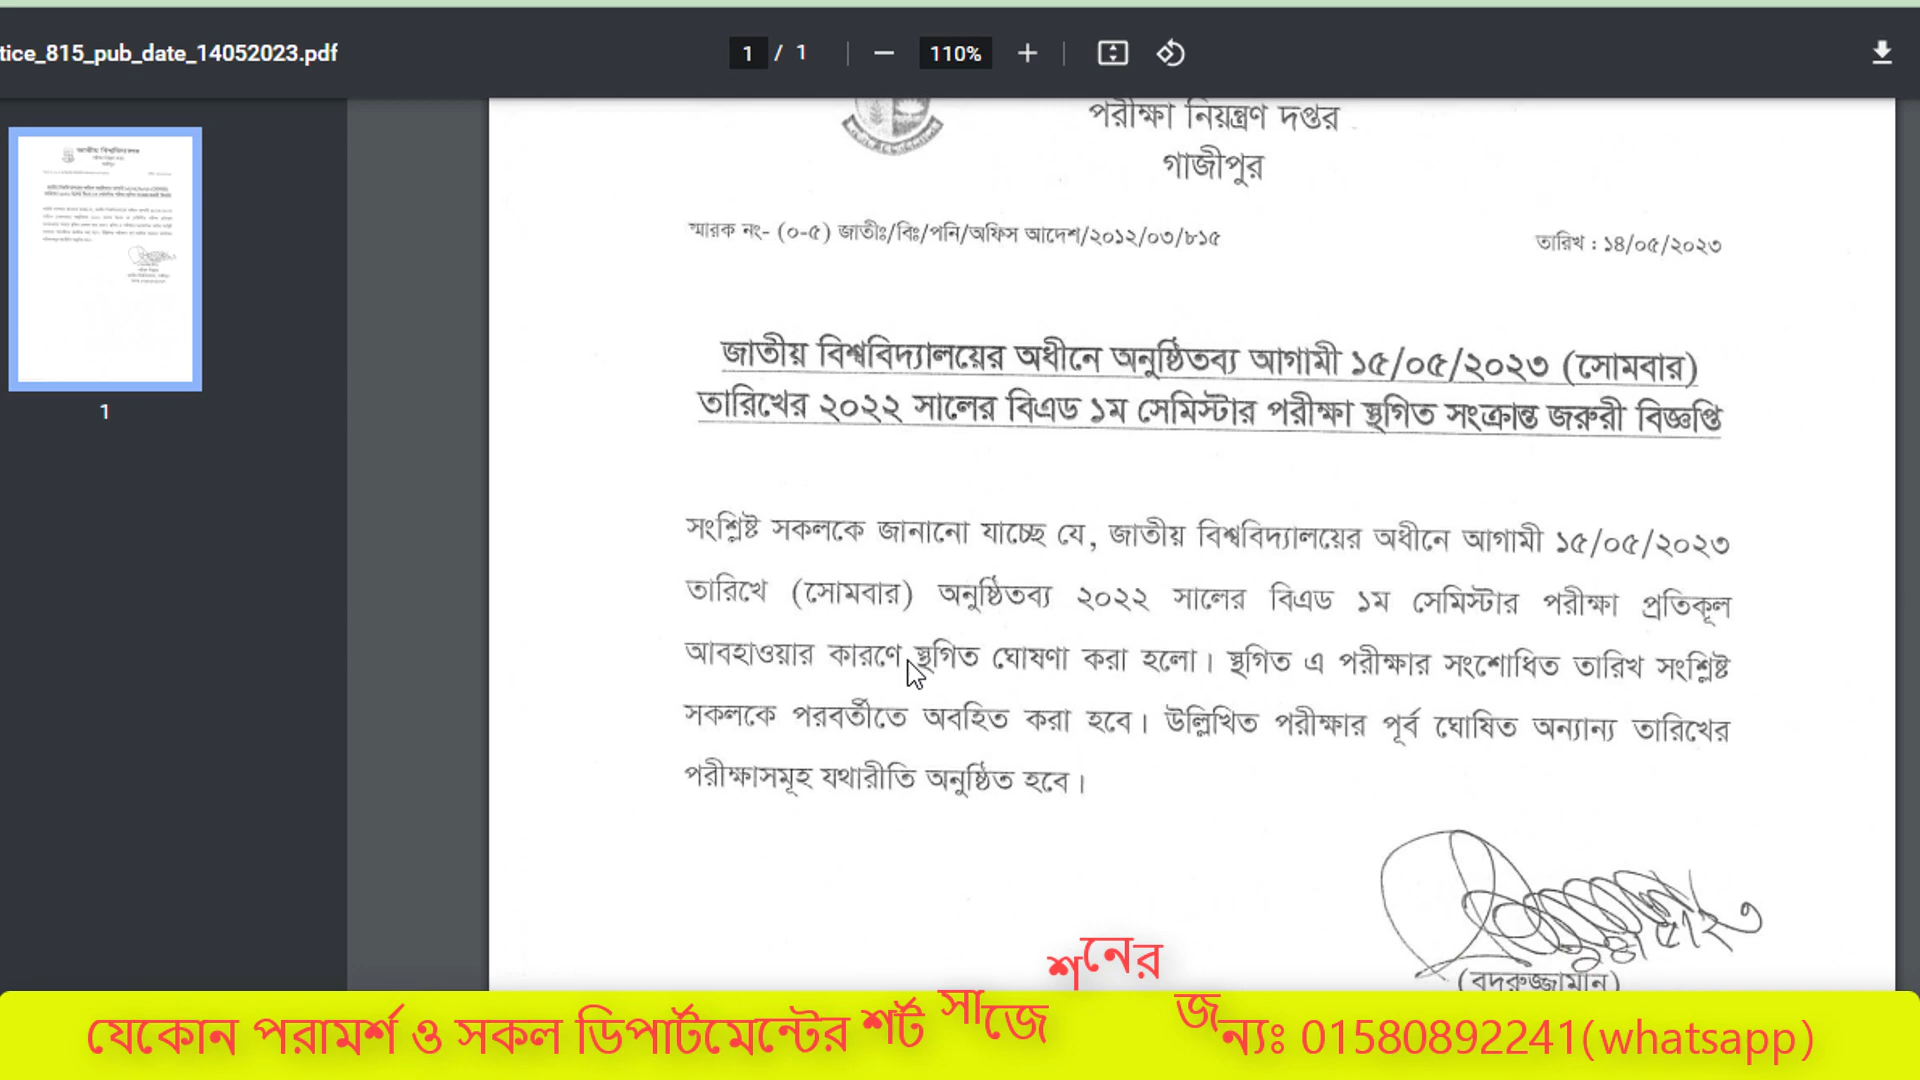 tice_815_pub_date_14052023.pdf
1 / 1
110%
পরীক্ষা নিয়ন্ত্রণ দপ্তর
গাজীপুর
স্মারক নং- (০-৫) জাতীঃ/বিঃ/পনি/অফিস আদেশ/২০১২/০৩/৮১৫
তারিখ : ১৪/০৫/২০২৩
জাতীয় বিশ্ববিদ্যালয়ের অধীনে অনুষ্ঠিতব্য আগামী ১৫/০৫/২০২৩ (সোমবার)
তারিখের ২০২২ সালের বিএড ১ম সেমিস্টার পরীক্ষা স্থগিত সংক্রান্ত জরুরী বিজ্ঞপ্তি
সংশ্লিষ্ট সকলকে জানানো যাচ্ছে যে, জাতীয় বিশ্ববিদ্যালয়ের অধীনে আগামী ১৫/০৫/২০২৩
তারিখে (সোমবার) অনুষ্ঠিতব্য ২০২২ সালের বিএড ১ম সেমিস্টার পরীক্ষা প্রতিকূল
আবহাওয়ার কারণে স্থগিত ঘোষণা করা হলো। স্থগিত এ পরীক্ষার সংশোধিত তারিখ সংশ্লিষ্ট
সকলকে পরবর্তীতে অবহিত করা হবে। উল্লিখিত পরীক্ষার পূর্ব ঘোষিত অন্যান্য তারিখের
পরীক্ষাসমূহ যথারীতি অনুষ্ঠিত হবে।
(বদরুজ্জামান)
1
যেকোন পরামর্শ ও সকল ডিপার্টমেন্টের শর্ট সাজেশনের জন্যঃ 01580892241(whatsapp)